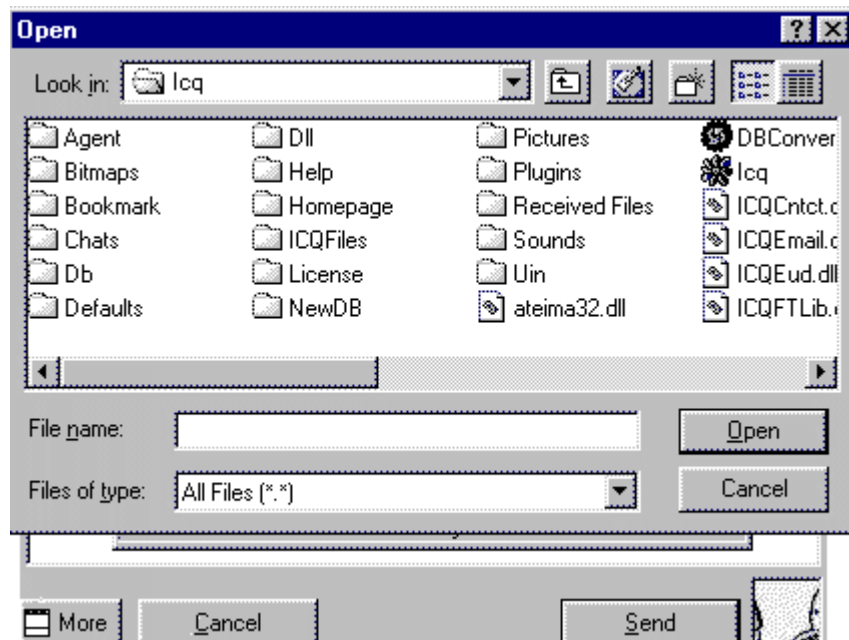 Open
Look in: Icq
Agent Dll Pictures DBConver
Bitmaps Help Plugins Icq
Bookmark Homepage Received Files ICQCntct.
Chats ICQFiles Sounds ICQEmail.
Db License Uin ICQEud.dll
Defaults NewDB ateima32.dll ICQFTLib.
File name: Open
Files of type: All Files (*.*) Cancel
More Cancel Send